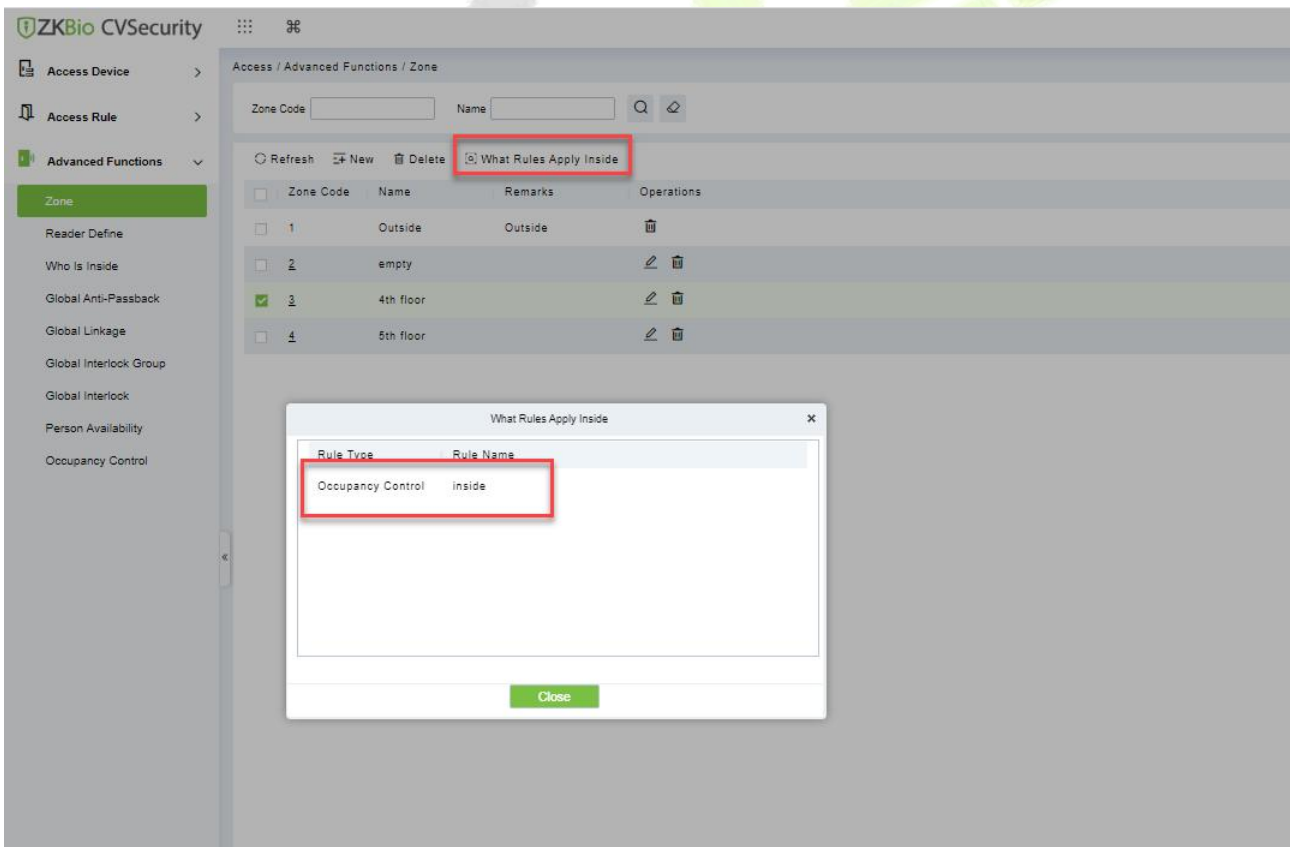 ZKBio CVSecurity
Access Device
Access Rule
Advanced Functions
Zone
Reader Define
Who Is Inside
Global Anti-Passback
Global Linkage
Global Interlock Group
Global Interlock
Person Availability
Occupancy Control
Access / Advanced Functions / Zone
Zone Code Name
Refresh New Delete What Rules Apply Inside
Zone Code Name Remarks Operations
1 Outside Outside
2 empty
3 4th floor
4 5th floor
What Rules Apply Inside
Rule Type Rule Name
Occupancy Control inside
Close